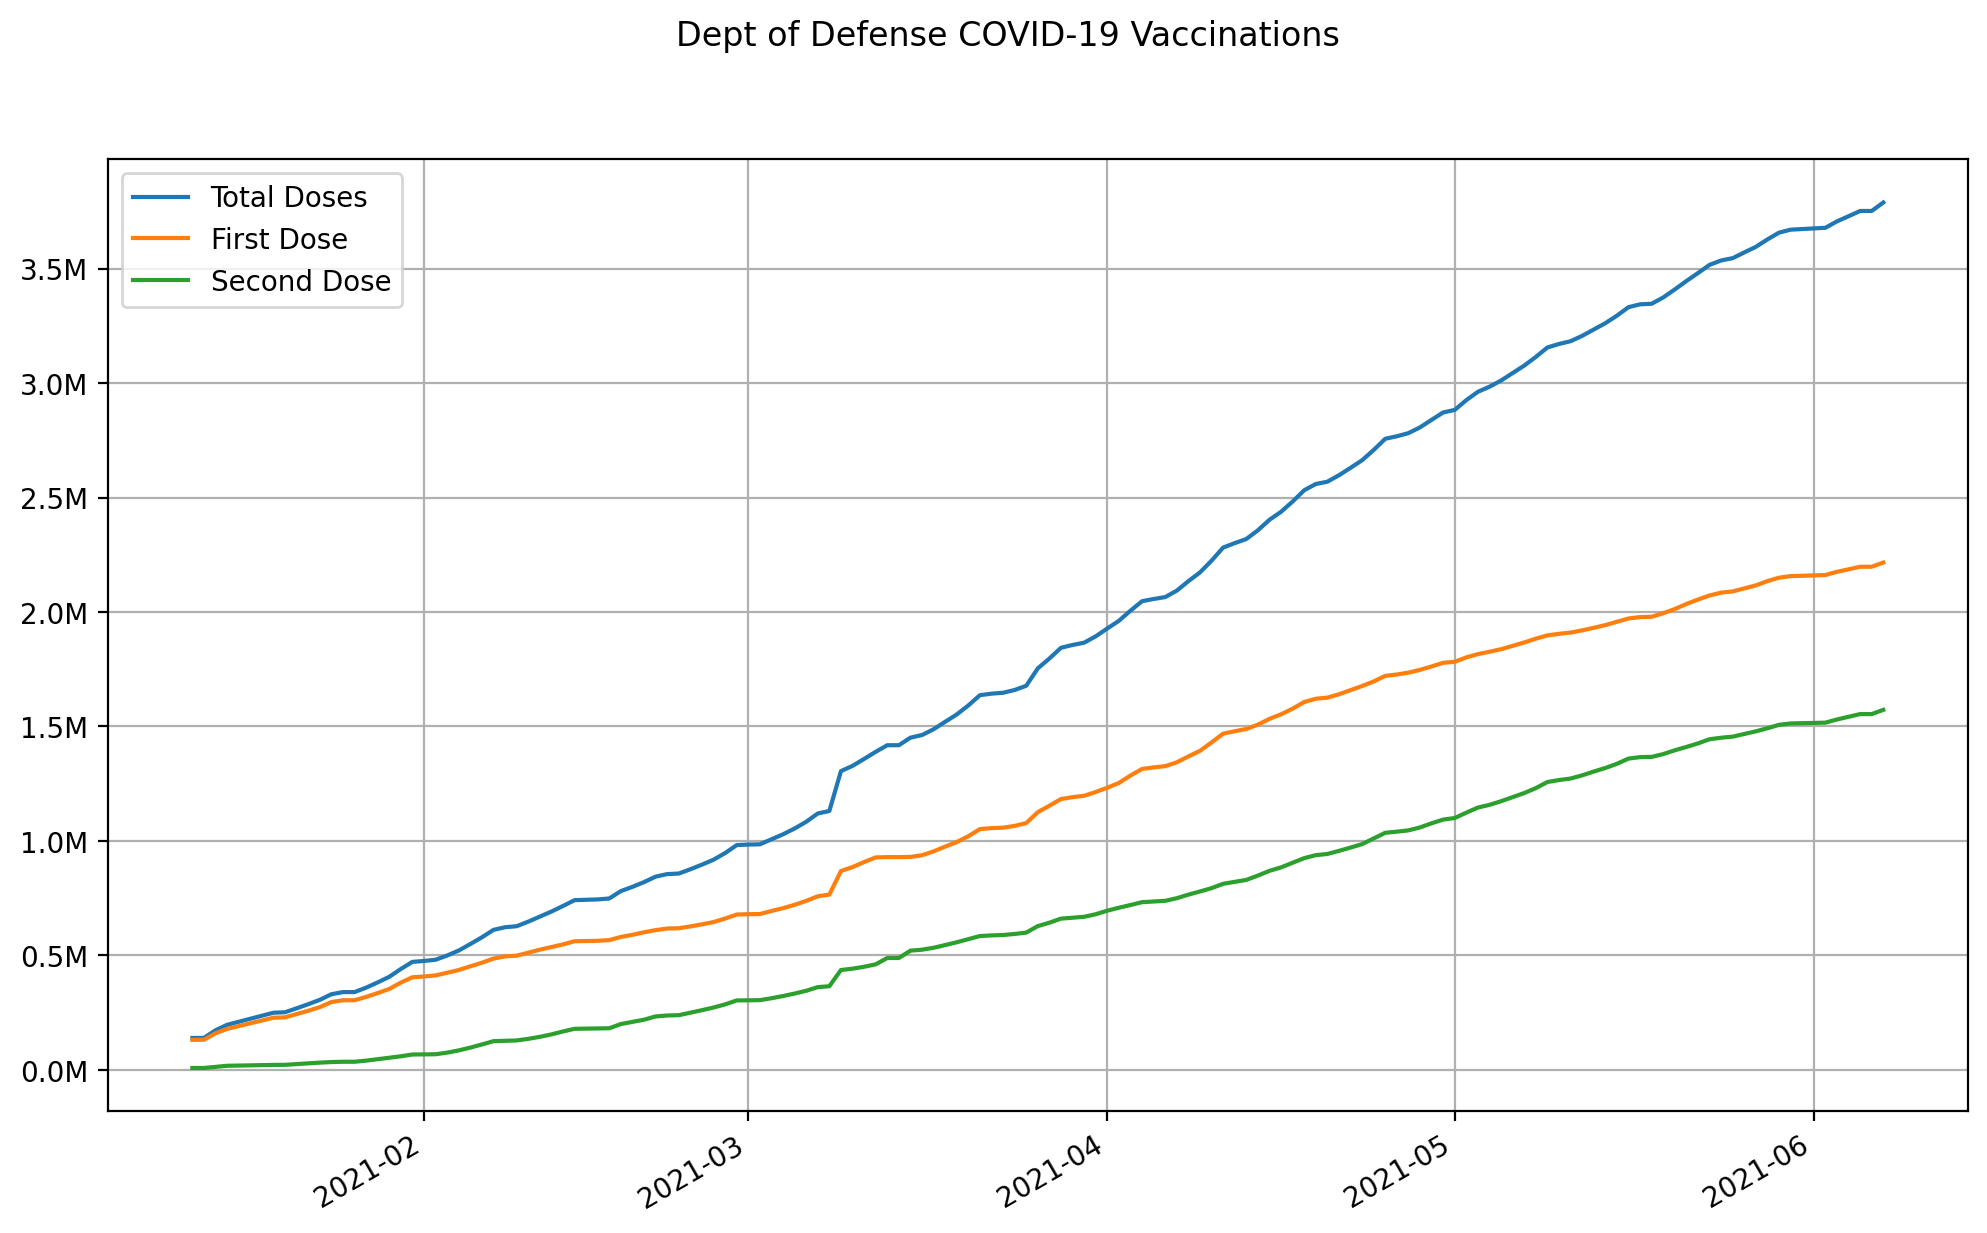 Dept of Defense COVID-19 Vaccinations
Total Doses
First Dose
Second Dose
3.5M
3.0M
2.5M
2.0M
1.5M
1.0M
0.5M
0.0M
2021-02
2021-03
2021-04
2021-05
2021-06